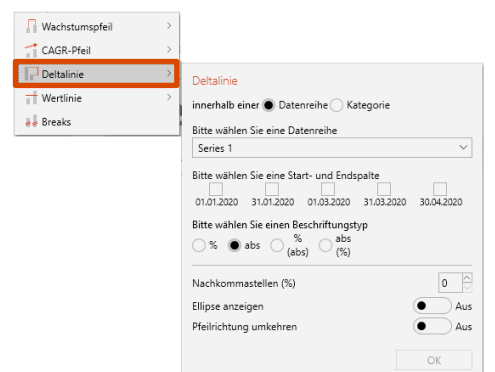 Wachstumspfeil
CAGR-Pfeil
Deltalinie
Wertlinie
Breaks
Deltalinie
innerhalb einer Datenreihe Kategorie
Bitte wählen Sie eine Datenreihe
Series 1
Bitte wählen Sie eine Start- und Endspalte
01.01.2020 31.01.2020 01.03.2020 31.03.2020 30.04.2020
Bitte wählen Sie einen Beschriftungstyp
% abs % (abs) abs (%)
Nachkommastellen (%) 0
Ellipse anzeigen Aus
Pfeilrichtung umkehren Aus
OK